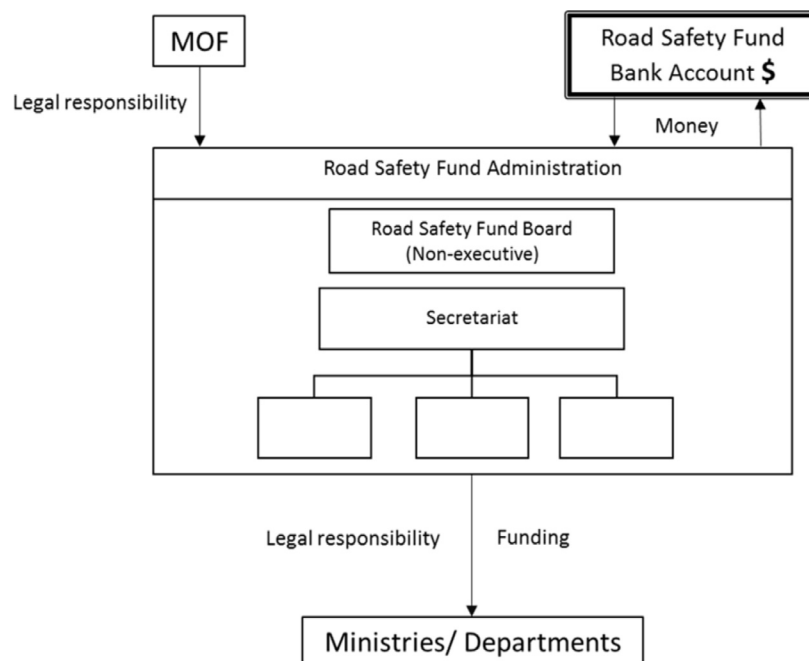 MOF
Road Safety Fund
Bank Account $
Legal responsibility
Money
Road Safety Fund Administration
Road Safety Fund Board
(Non-executive)
Secretariat
Legal responsibility
Funding
Ministries/ Departments